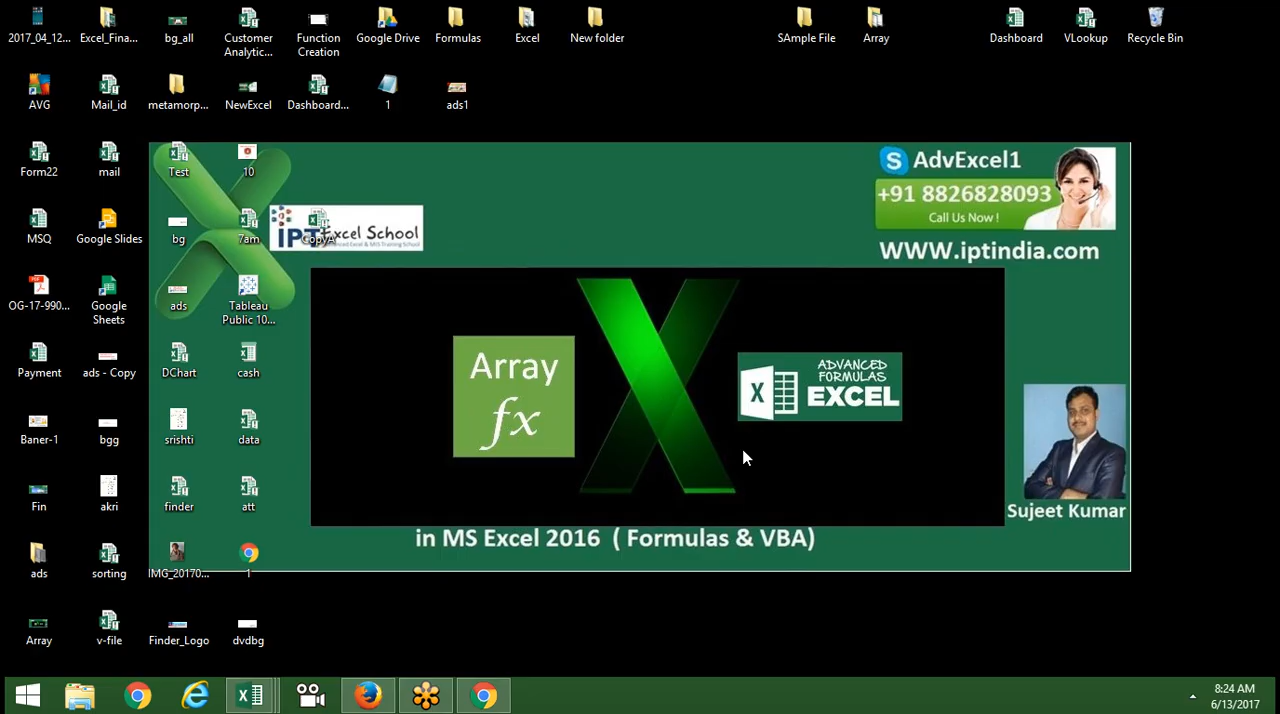 2017_04_12...
Excel_Fina...
bg_all
Customer
Analytic...
Function
Creation
Google Drive
Formulas
Excel
New folder
SAmple File
Array
Dashboard
VLookup
Recycle Bin
AVG
Mail_id
metamorp...
NewExcel
Dashboard...
1
ads1
Form22
mail
Test
10
AdvExcel1
+91 8826828093
Call Us Now !
WWW.iptindia.com
MSQ
Google Slides
bg
7am
CopyA
IPT Excel School
OG-17-990...
Google
Sheets
ads
Tableau
Public 10...
Array
fx
ADVANCED
FORMULAS
EXCEL
Payment
ads - Copy
DChart
cash
Baner-1
bgg
srishti
data
Fin
akri
finder
att
Sujeet Kumar
in MS Excel 2016 ( Formulas & VBA)
ads
sorting
IMG_20170...
1
Array
v-file
Finder_Logo
dvdbg
8:24 AM
6/13/2017